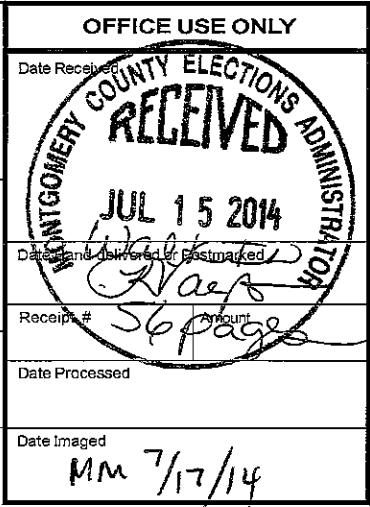 OFFICE USE ONLY
Date Received
MONTGOMERY COUNTY ELECTIONS ADMINISTRATOR
RECEIVED
JUL 15 2014
Date Hand-delivered or Postmarked
Receipt # Amount
56 pages
Date Processed
Date Imaged
MM 7/17/14